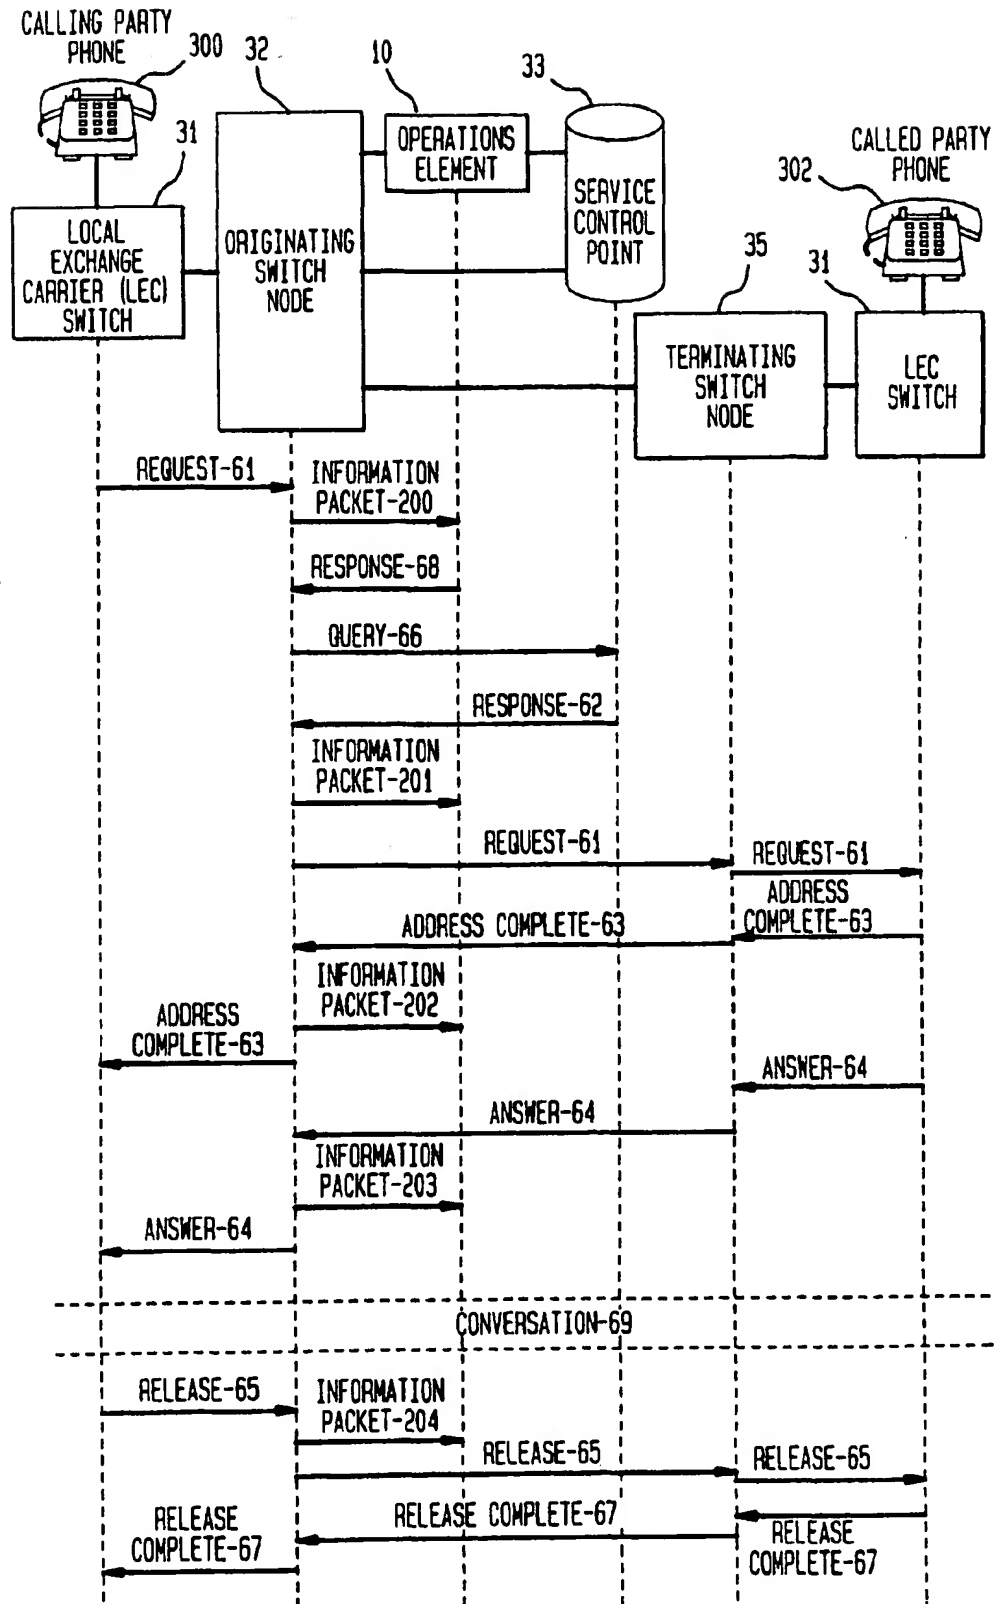 CALLING PARTY
PHONE
300
32
10
33
31
OPERATIONS
ELEMENT
CALLED PARTY
PHONE
302
LOCAL
EXCHANGE
CARRIER (LEC)
SWITCH
ORIGINATING
SWITCH
NODE
SERVICE
CONTROL
POINT
35
31
TERMINATING
SWITCH
NODE
LEC
SWITCH
REQUEST-61
INFORMATION
PACKET-200
RESPONSE-68
QUERY-66
RESPONSE-62
INFORMATION
PACKET-201
REQUEST-61
REQUEST-61
ADDRESS
COMPLETE-63
ADDRESS COMPLETE-63
INFORMATION
PACKET-202
ADDRESS
COMPLETE-63
ANSWER-64
ANSWER-64
INFORMATION
PACKET-203
ANSWER-64
CONVERSATION-69
RELEASE-65
INFORMATION
PACKET-204
RELEASE-65
RELEASE-65
RELEASE COMPLETE-67
RELEASE
COMPLETE-67
RELEASE
COMPLETE-67